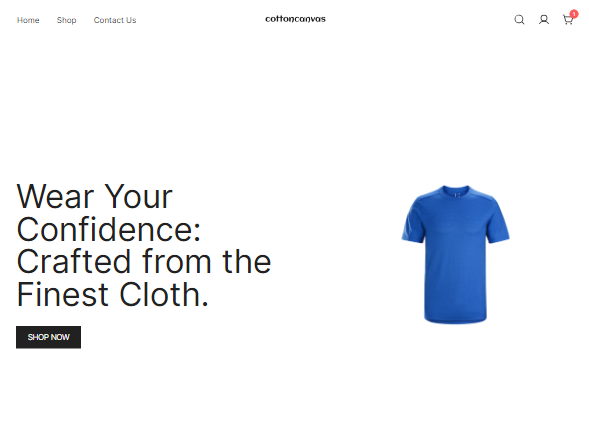 Home Shop Contact Us cottoncanvas 1
Wear Your
Confidence:
Crafted from the
Finest Cloth.
SHOP NOW